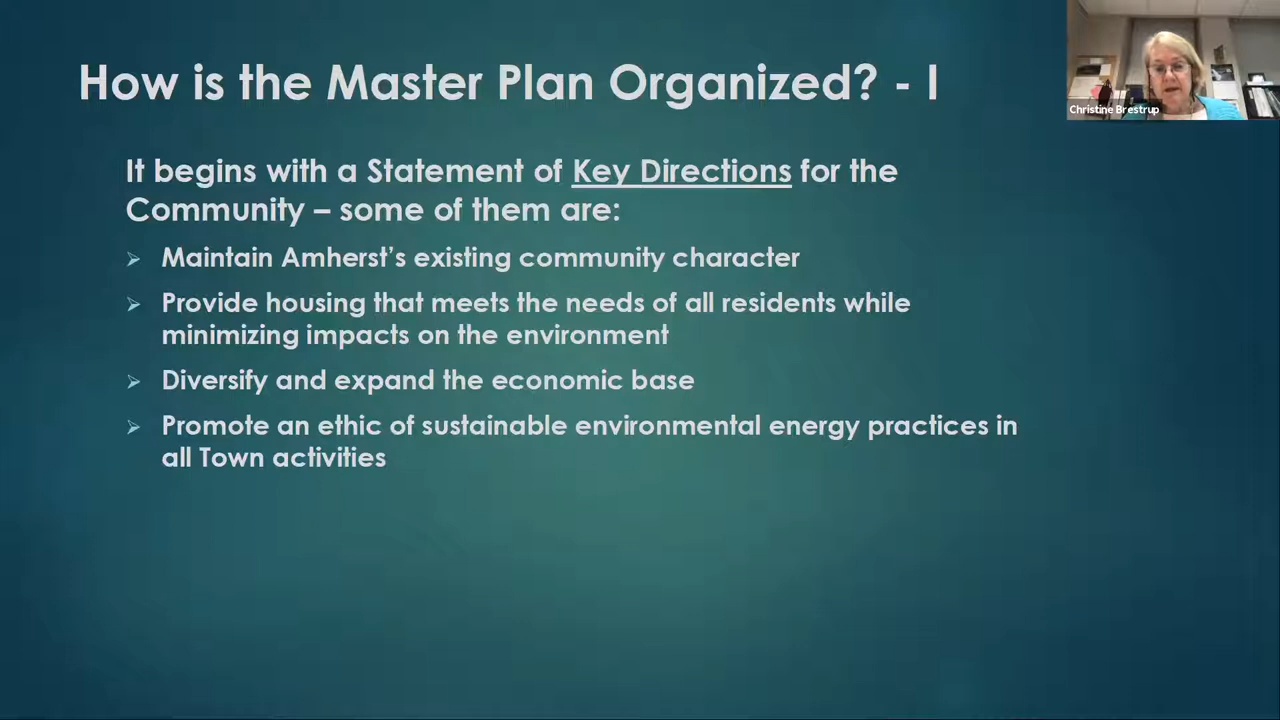 How is the Master Plan Organized? - I
Christine Brestrup
It begins with a Statement of Key Directions for the
Community – some of them are:
Maintain Amherst’s existing community character
Provide housing that meets the needs of all residents while
minimizing impacts on the environment
Diversify and expand the economic base
Promote an ethic of sustainable environmental energy practices in
all Town activities